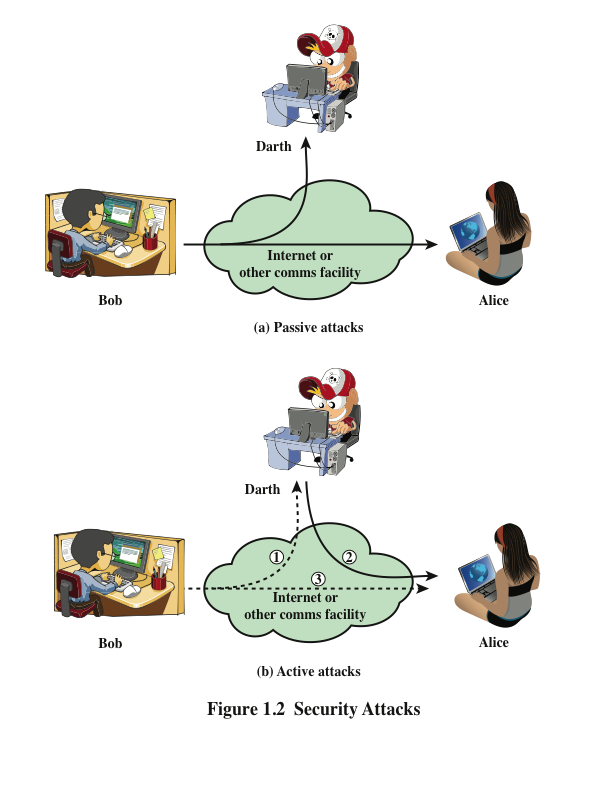 Darth
Internet or
other comms facility
Bob
Alice
(a) Passive attacks
Darth
1
2
3
Internet or
other comms facility
Bob
Alice
(b) Active attacks
Figure 1.2  Security Attacks